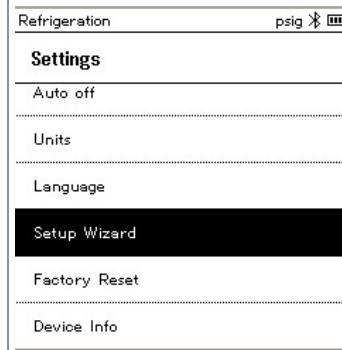 Refrigeration psig
Settings
Auto off
Units
Language
Setup Wizard
Factory Reset
Device Info